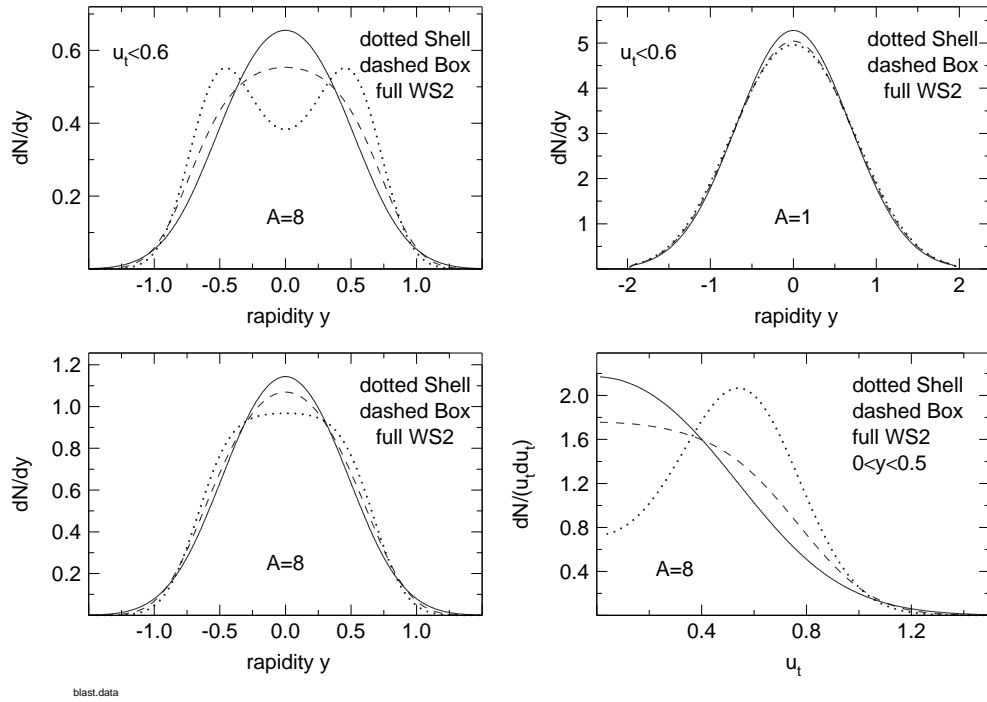 u_t<0.6
dotted Shell
dashed Box
full WS2
A=8
dN/dy
0.6
0.4
0.2
-1.0 -0.5 0.0 0.5 1.0
rapidity y
u_t<0.6
dotted Shell
dashed Box
full WS2
A=1
dN/dy
5
4
3
2
1
-2 -1 0 1 2
rapidity y
dotted Shell
dashed Box
full WS2
A=8
dN/dy
1.2
1.0
0.8
0.6
0.4
0.2
-1.0 -0.5 0.0 0.5 1.0
rapidity y
dotted Shell
dashed Box
full WS2
0<y<0.5
A=8
dN/(u_tdu_t)
2.0
1.6
1.2
0.8
0.4
0.4 0.8 1.2
u_t
blast.data